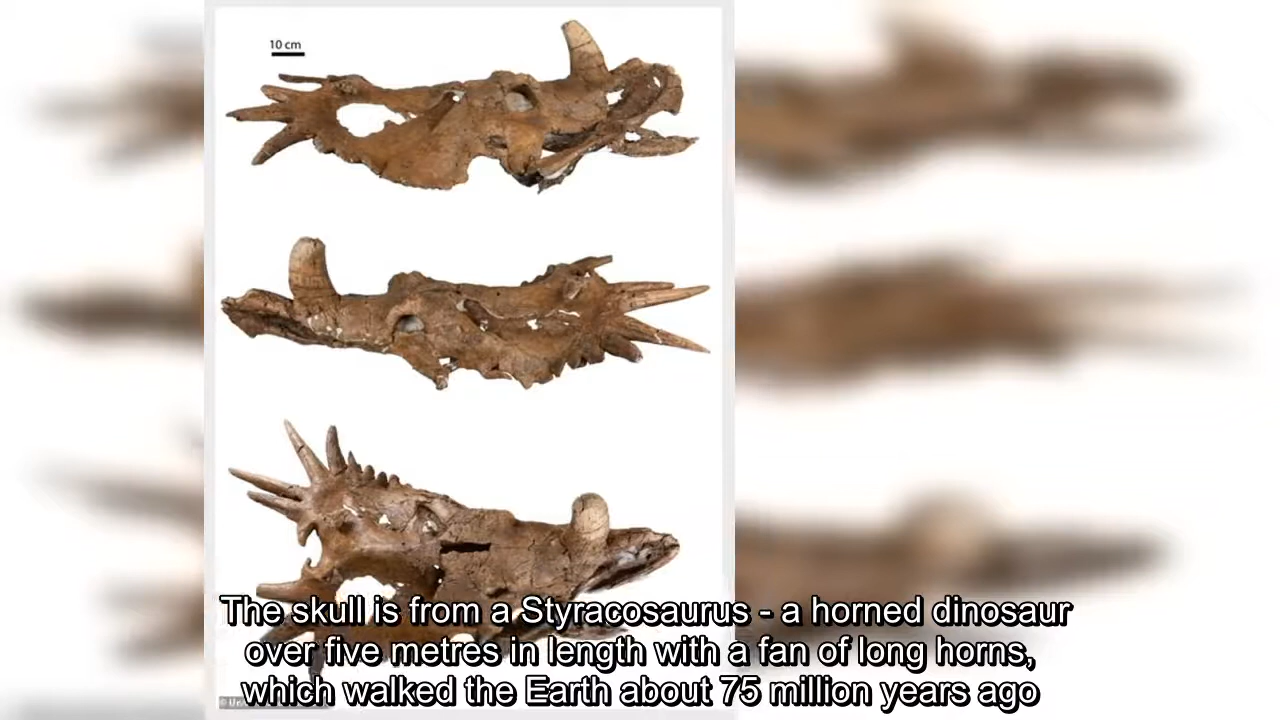 10 cm
The skull is from a Styracosaurus - a horned dinosaur
over five metres in length with a fan of long horns,
which walked the Earth about 75 million years ago